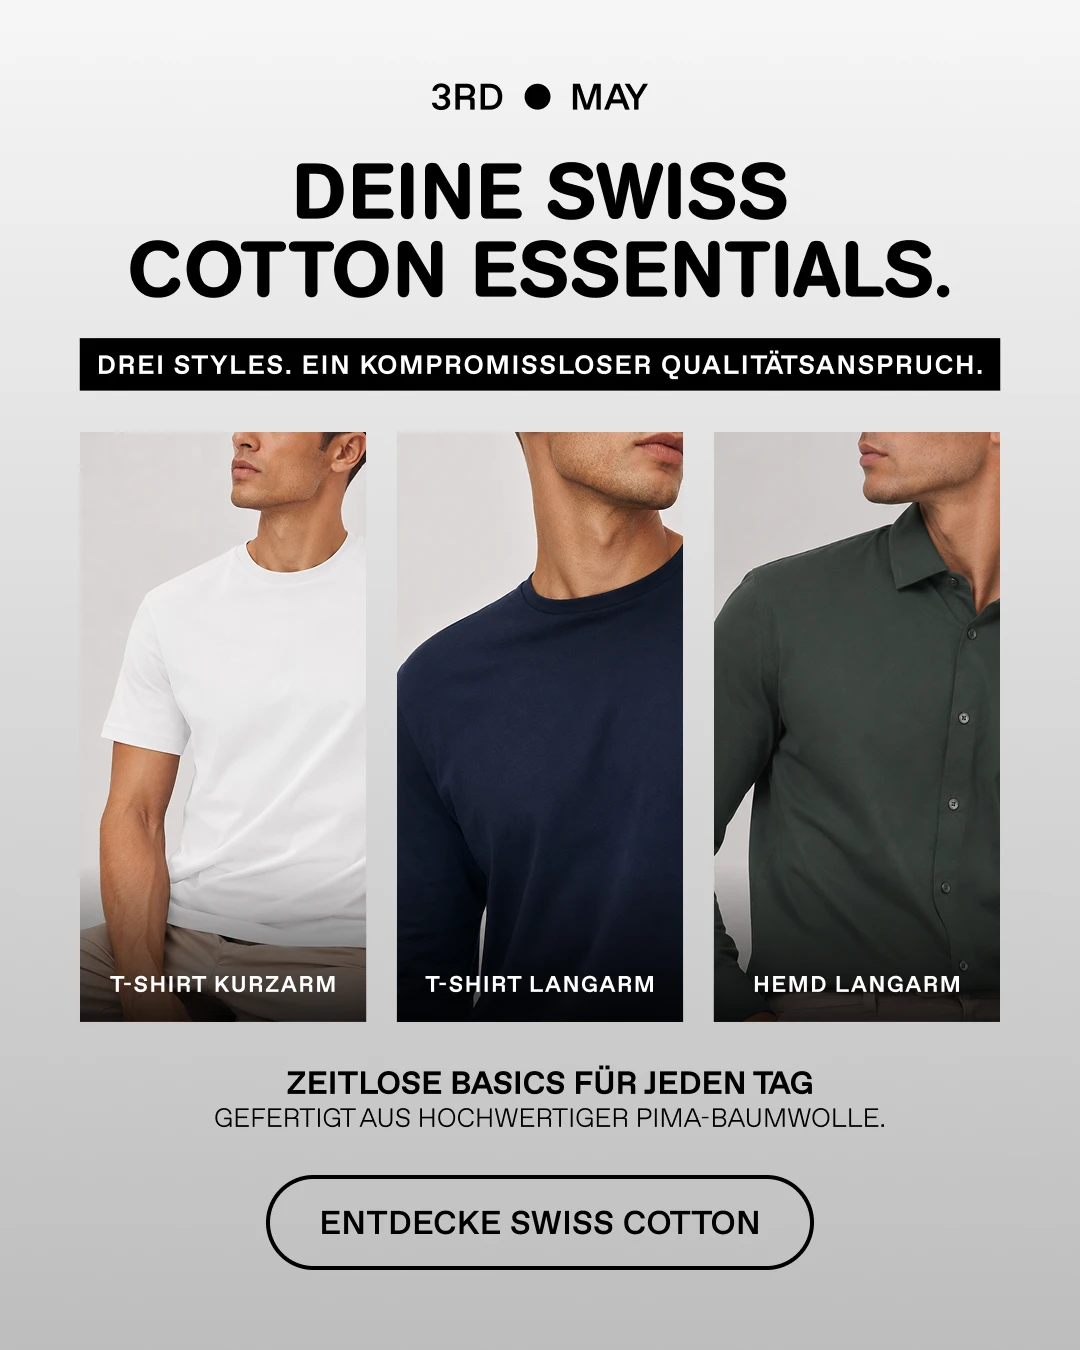 3RD ● MAY
DEINE SWISS
COTTON ESSENTIALS.
DREI STYLES. EIN KOMPROMISSLOSER QUALITÄTSANSPRUCH.
T-SHIRT KURZARM
T-SHIRT LANGARM
HEMD LANGARM
ZEITLOSE BASICS FÜR JEDEN TAG
GEFERTIGT AUS HOCHWERTIGER PIMA-BAUMWOLLE.
ENTDECKE SWISS COTTON